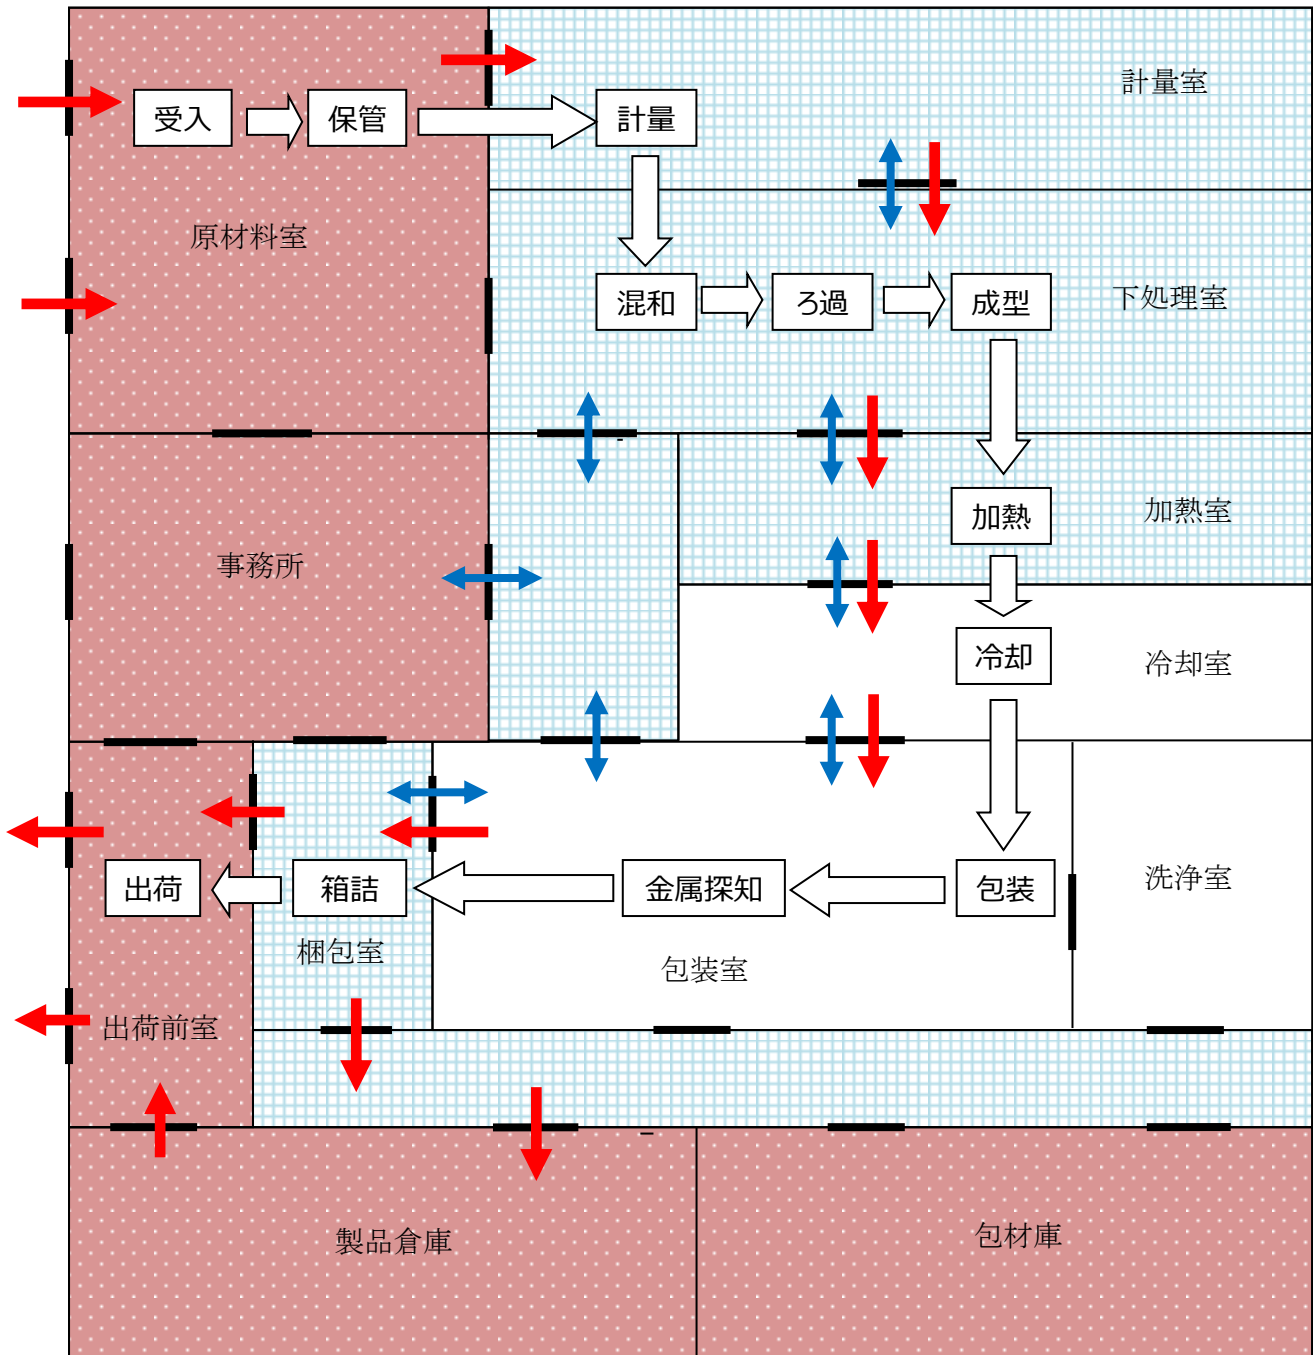 計量室
受入
保管
計量
原材料室
混和
ろ過
成型
下処理室
加熱
加熱室
事務所
冷却
冷却室
出荷
箱詰
金属探知
包装
洗浄室
梱包室
包装室
出荷前室
製品倉庫
包材庫